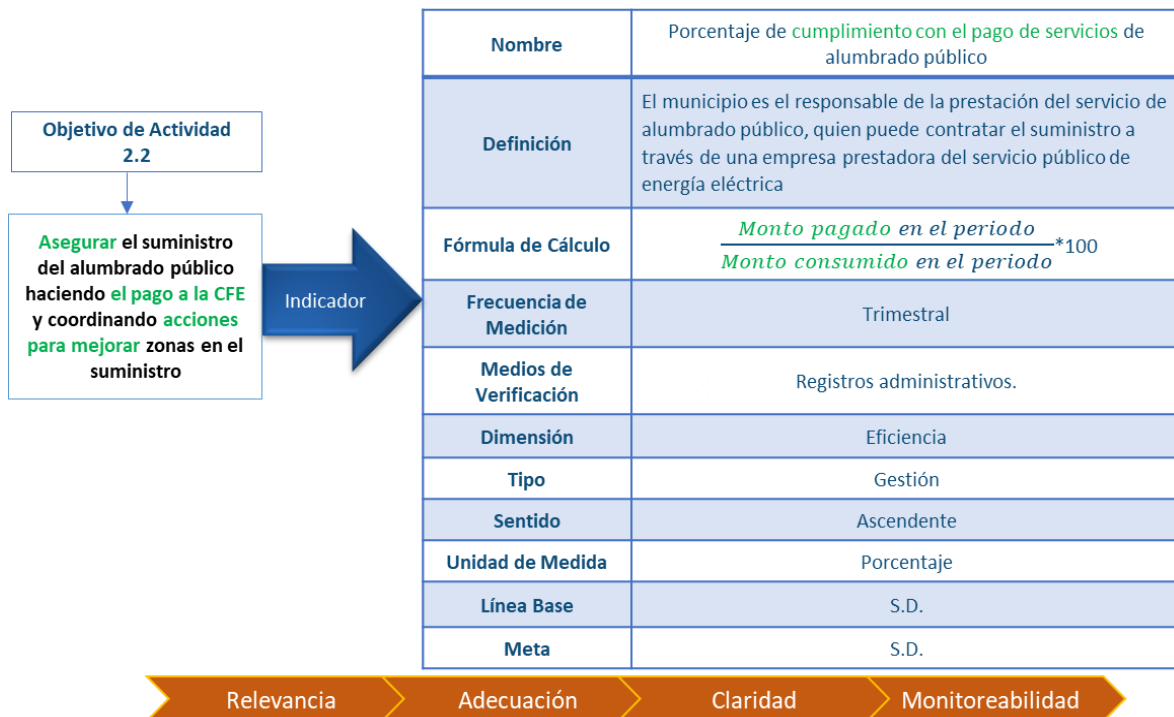 Objetivo de Actividad
2.2
Asegurar el suministro
del alumbrado público
haciendo el pago a la CFE
y coordinando acciones
para mejorar zonas en el
suministro
Indicador
Nombre
Porcentaje de cumplimiento con el pago de servicios de
alumbrado público
Definición
El municipio es el responsable de la prestación del servicio de
alumbrado público, quien puede contratar el suministro a
través de una empresa prestadora del servicio público de
energía eléctrica
Fórmula de Cálculo
Monto pagado en el periodo
Monto consumido en el periodo
*100
Frecuencia de
Medición
Trimestral
Medios de
Verificación
Registros administrativos.
Dimensión
Eficiencia
Tipo
Gestión
Sentido
Ascendente
Unidad de Medida
Porcentaje
Línea Base
S.D.
Meta
S.D.
Relevancia
Adecuación
Claridad
Monitoreabilidad